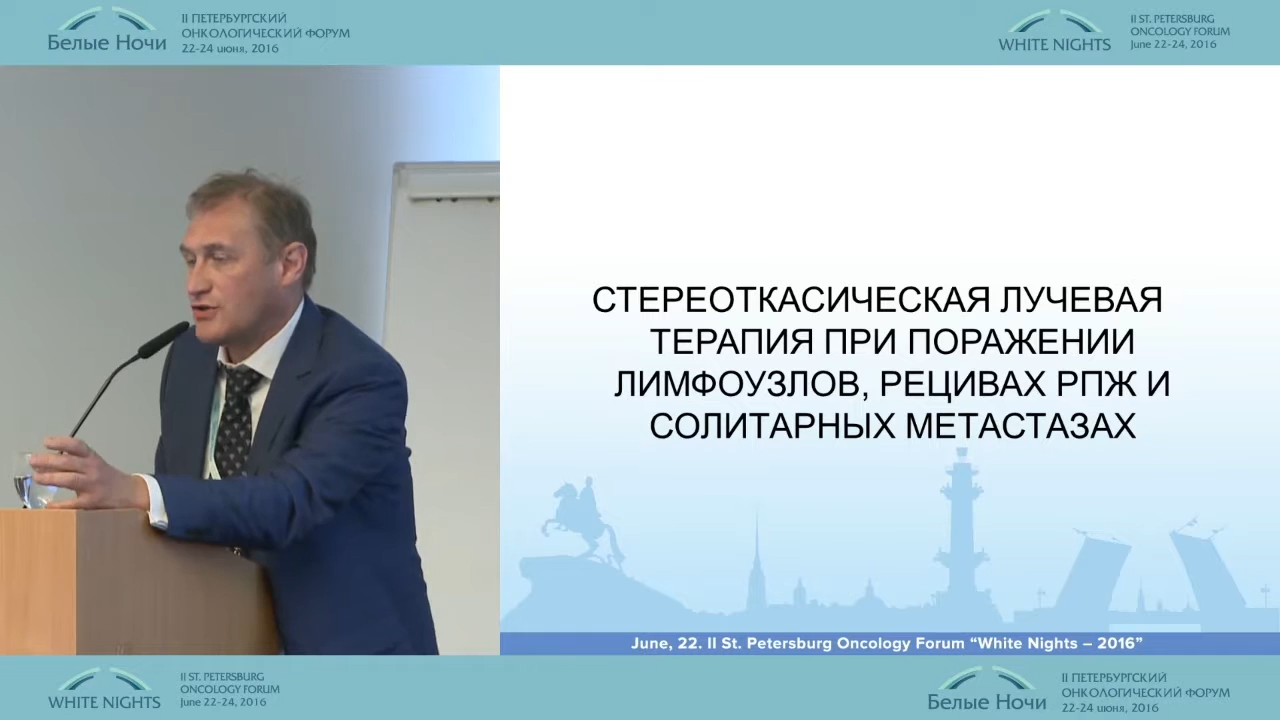 Белые Ночи
II ПЕТЕРБУРГСКИЙ
ОНКОЛОГИЧЕСКИЙ ФОРУМ
22-24 июня, 2016
WHITE NIGHTS
II ST. PETERSBURG
ONCOLOGY FORUM
June 22-24, 2016
СТЕРЕОТКАСИЧЕСКАЯ ЛУЧЕВАЯ
ТЕРАПИЯ ПРИ ПОРАЖЕНИИ
ЛИМФОУЗЛОВ, РЕЦИВАХ РПЖ И
СОЛИТАРНЫХ МЕТАСТАЗАХ
June, 22. II St. Petersburg Oncology Forum “White Nights – 2016”
WHITE NIGHTS
II ST. PETERSBURG
ONCOLOGY FORUM
June 22-24, 2016
Белые Ночи
II ПЕТЕРБУРГСКИЙ
ОНКОЛОГИЧЕСКИЙ ФОРУМ
22-24 июня, 2016